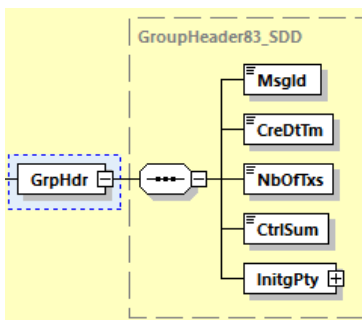 GroupHeader83_SDD
MsgId
CreDtTm
GrpHdr
NbOfTxs
CtrlSum
InitgPty